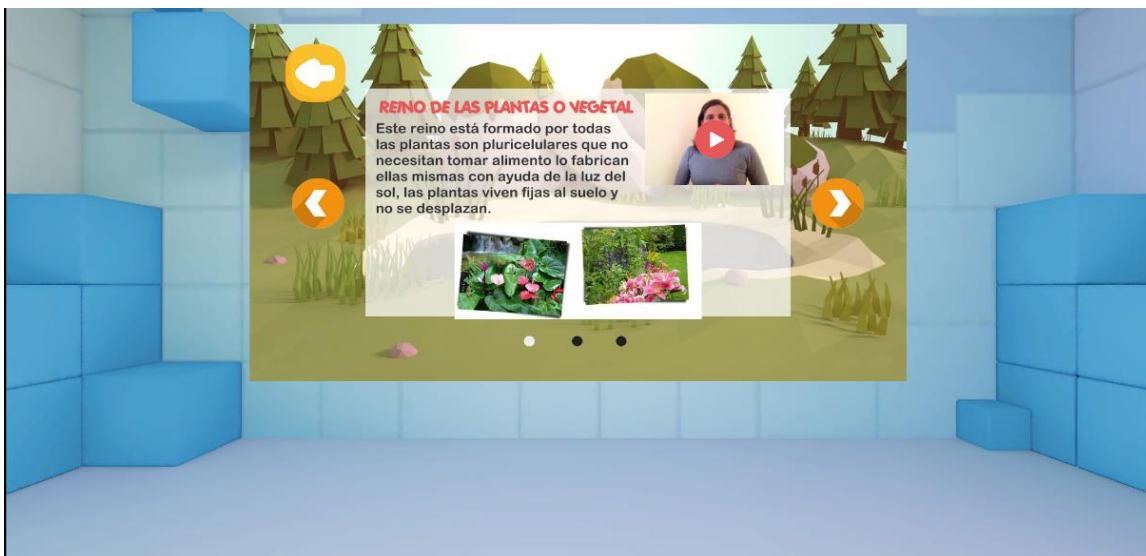 REINO DE LAS PLANTAS O VEGETAL
Este reino está formado por todas
las plantas son pluricelulares que no
necesitan tomar alimento lo fabrican
ellas mismas con ayuda de la luz del
sol, las plantas viven fijas al suelo y
no se desplazan.